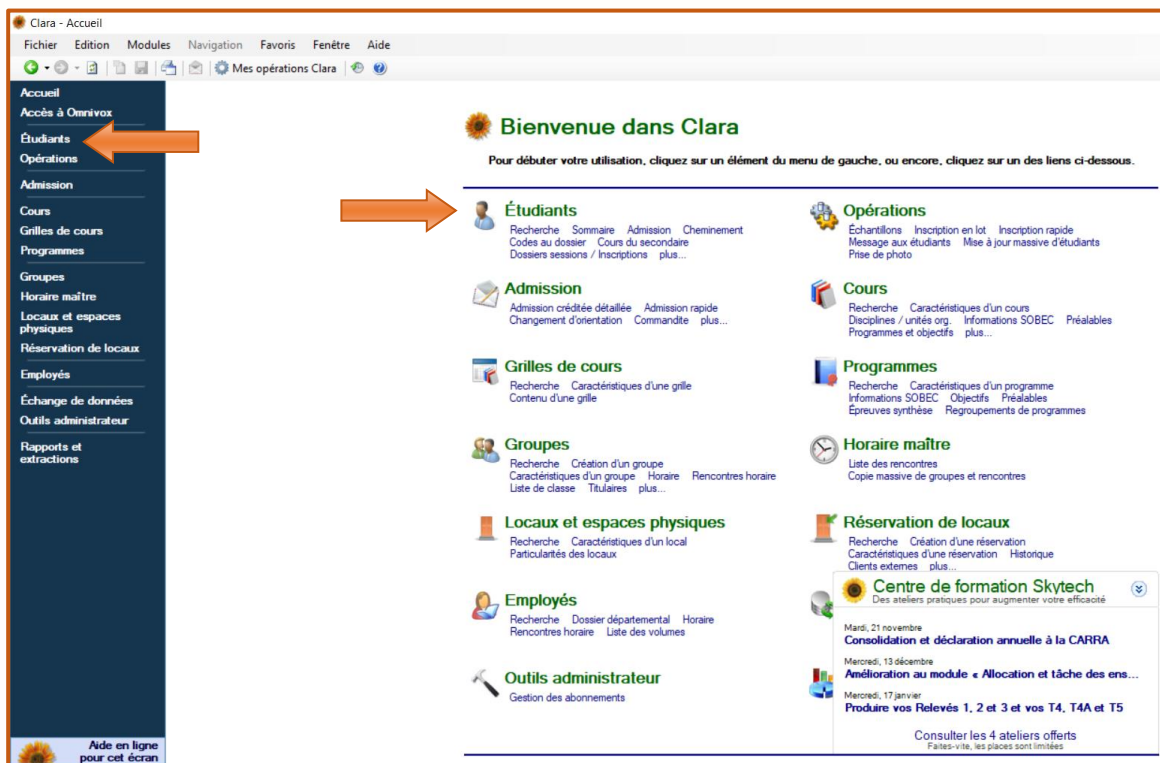 Clara - Accueil
Fichier Edition Modules Navigation Favoris Fenêtre Aide
Mes opérations Clara
Accueil
Accès à Omnivox
Étudiants
Opérations
Admission
Cours
Grilles de cours
Programmes
Groupes
Horaire maître
Locaux et espaces
physiques
Réservation de locaux
Employés
Échange de données
Outils administrateur
Rapports et
extractions
Aide en ligne
pour cet écran
Bienvenue dans Clara
Pour débuter votre utilisation, cliquez sur un élément du menu de gauche, ou encore, cliquez sur un des liens ci-dessous.
Étudiants
Recherche Sommaire Admission Cheminement
Codes au dossier Cours du secondaire
Dossiers sessions / Inscriptions plus...
Opérations
Échantillons Inscription en lot Inscription rapide
Message aux étudiants Mise à jour massive d'étudiants
Prise de photo
Admission
Admission créditée détaillée Admission rapide
Changement d'orientation Commandite plus...
Cours
Recherche Caractéristiques d'un cours
Disciplines / unités org. Informations SOBEC Préalables
Programmes et objectifs plus...
Grilles de cours
Recherche Caractéristiques d'une grille
Contenu d'une grille
Programmes
Recherche Caractéristiques d'un programme
Informations SOBEC Objectifs Préalables
Épreuves synthèse Regroupements de programmes
Groupes
Recherche Création d'un groupe
Caractéristiques d'un groupe Horaire Rencontres horaire
Liste de classe Titulaires plus...
Horaire maître
Liste des rencontres
Copie massive de groupes et rencontres
Locaux et espaces physiques
Recherche Caractéristiques d'un local
Particularités des locaux
Réservation de locaux
Recherche Création d'une réservation
Caractéristiques d'une réservation Historique
Clients externes plus...
Employés
Recherche Dossier départemental Horaire
Rencontres horaire Liste des volumes
Outils administrateur
Gestion des abonnements
Centre de formation Skytech
Des ateliers pratiques pour augmenter votre efficacité
Mardi, 21 novembre
Consolidation et déclaration annuelle à la CARRA
Mercredi, 13 décembre
Amélioration au module « Allocation et tâche des ens...
Mercredi, 17 janvier
Produire vos Relevés 1, 2 et 3 et vos T4, T4A et T5
Consulter les 4 ateliers offerts
Faites-vite, les places sont limitées